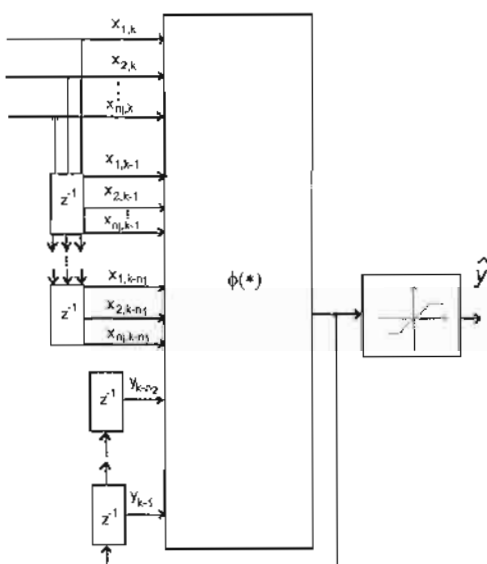 x1,k
x2,k
xnj,k
x1,k-1
z-1
x2,k-1
xnj,k-1
x1,k-n1
z-1
x2,k-n1
xnj,k-n1
ϕ(*)
ŷ
z-1
yk-n2
z-1
yk-1